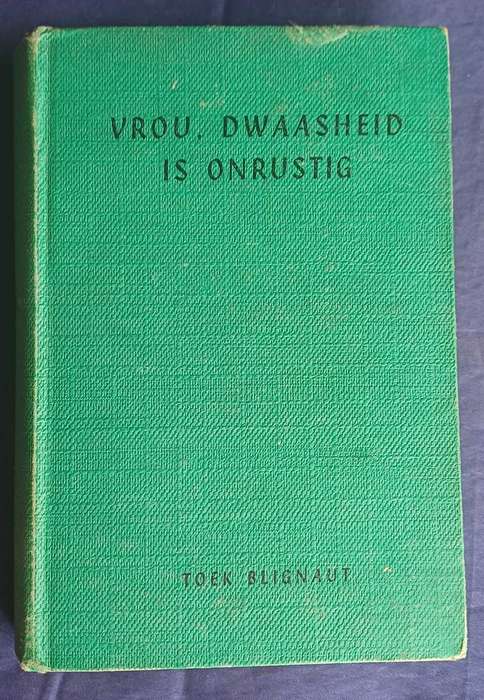 VROU, DWAASHEID
IS ONRUSTIG
TOEK BLIGNAUT